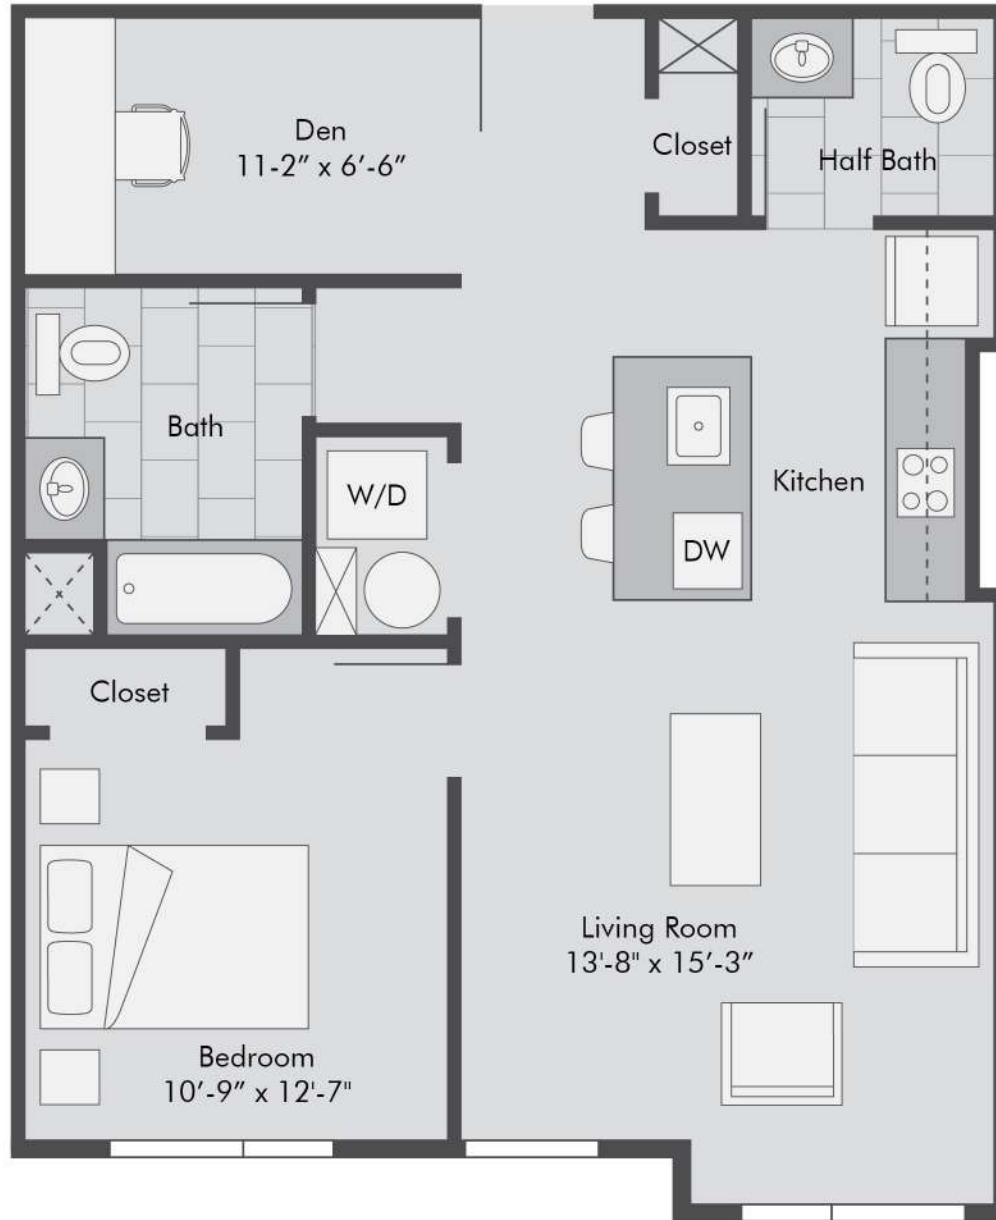 Den
11-2” x 6’-6”
Closet
Half Bath
Bath
W/D
Kitchen
DW
Closet
Living Room
13'-8" x 15’-3”
Bedroom
10’-9” x 12'-7"